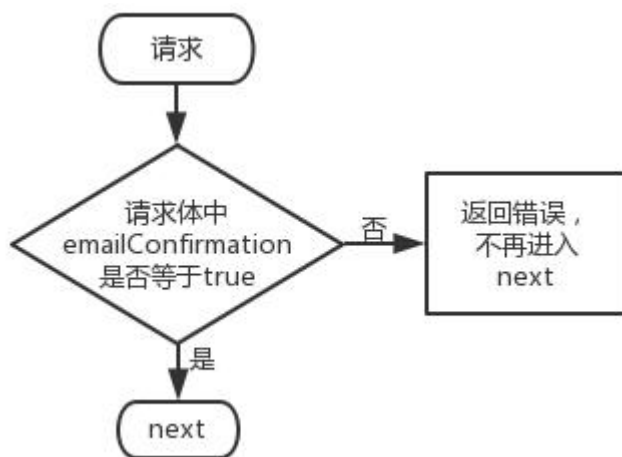 请求
请求体中
emailConfirmation
是否等于true
否
返回错误，
不再进入
next
是
next